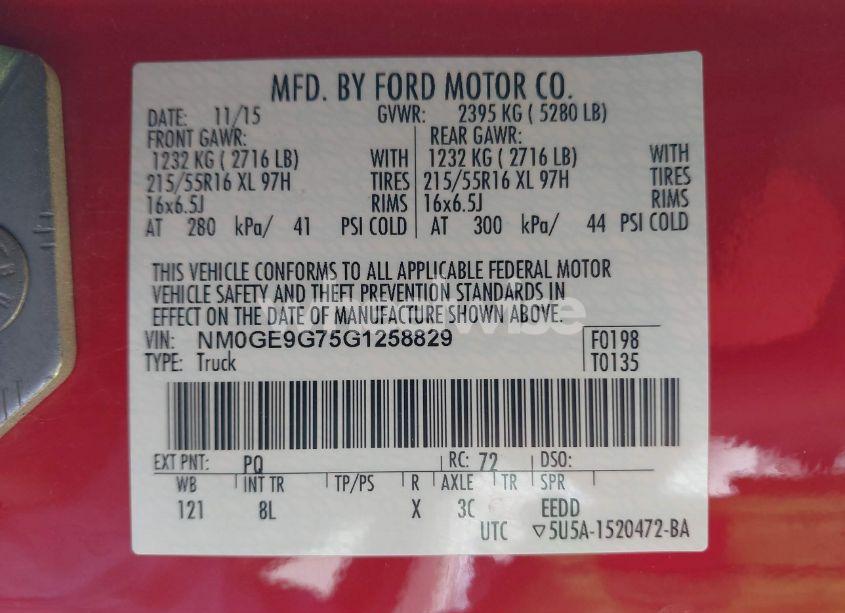 MFD. BY FORD MOTOR CO.
DATE: 11/15 GVWR: 2395 KG ( 5280 LB)
FRONT GAWR: REAR GAWR:
1232 KG ( 2716 LB) WITH 1232 KG ( 2716 LB) WITH
215/55R16 XL 97H TIRES 215/55R16 XL 97H TIRES
16x6.5J RIMS 16x6.5J RIMS
AT 280 kPa/ 41 PSI COLD AT 300 kPa/ 44 PSI COLD
THIS VEHICLE CONFORMS TO ALL APPLICABLE FEDERAL MOTOR
VEHICLE SAFETY AND THEFT PREVENTION STANDARDS IN
EFFECT ON THE DATE OF MANUFACTURE SHOWN ABOVE.
VIN: NM0GE9G75G1258829 F0198
TYPE: Truck T0135
EXT PNT: PQ RC: 72 DSO:
WB INT TR TP/PS R AXLE TR SPR
121 8L X 3C EEDD
UTC ▽5U5A-1520472-BA